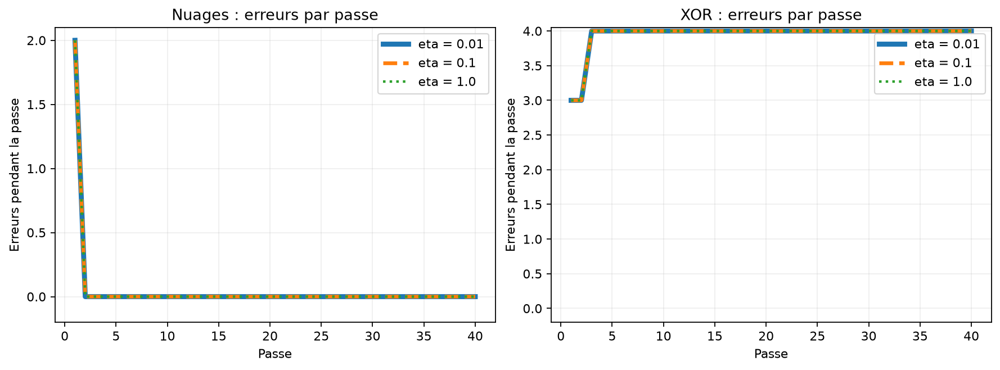 Nuages : erreurs par passe
Erreurs pendant la passe
2.0
1.5
1.0
0.5
0.0
eta = 0.01
eta = 0.1
eta = 1.0
0 5 10 15 20 25 30 35 40
Passe
XOR : erreurs par passe
Erreurs pendant la passe
4.0
3.5
3.0
2.5
2.0
1.5
1.0
0.5
0.0
eta = 0.01
eta = 0.1
eta = 1.0
0 5 10 15 20 25 30 35 40
Passe